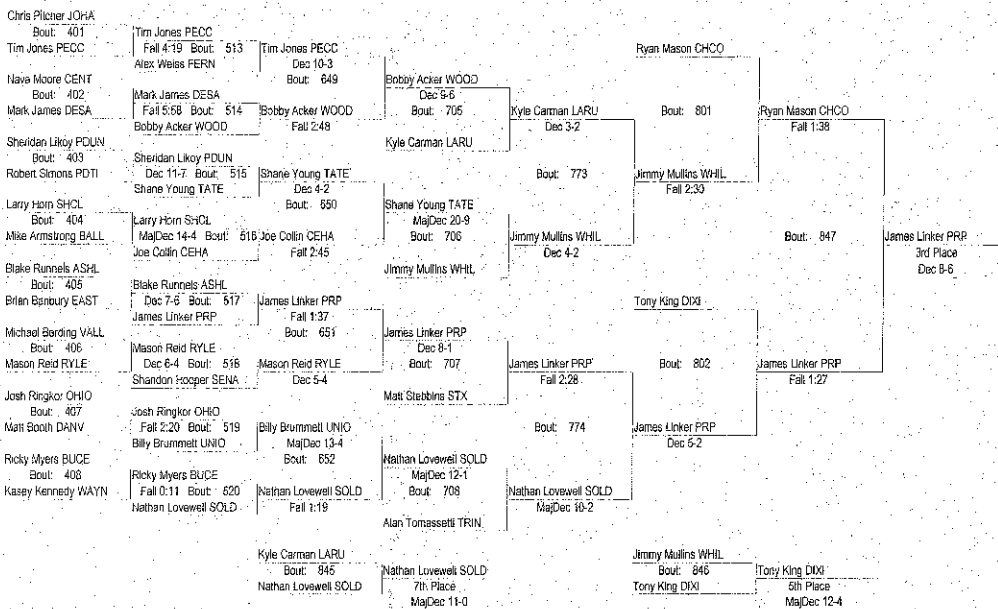 Chris Pitcher JOHA
Bout: 401
Tim Jones PECC
Nave Moore CENT
Bout: 402
Mark James DESA
Sheridan Likoy PDUN
Bout: 403
Robert Simons PDTI
Larry Horn SHCL
Bout: 404
Mike Armstrong BALL
Blake Runnels ASHL
Bout: 405
Brian Banbury EAST
Michael Barding VALL
Bout: 406
Mason Reid RYLE
Josh Ringkor OHIO
Bout: 407
Matt Booth DANV
Ricky Myers BUCE
Bout: 408
Kasey Kennedy WAYN
Tim Jones PECC
Fall 4:19 Bout: 513
Alex Weiss FERN
Mark James DESA
Fall 5:58 Bout: 514
Bobby Acker WOOD
Sheridan Likoy PDUN
Dec 11-7 Bout: 515
Shane Young TATE
Larry Horn SHCL
MajDec 14-4 Bout: 516
Joe Collin CEHA
Blake Runnels ASHL
Dec 7-6 Bout: 517
James Linker PRP
Mason Reid RYLE
Dec 6-4 Bout: 518
Shandon Hooper SENA
Josh Ringkor OHIO
Fall 2:20 Bout: 519
Billy Brummett UNIO
Ricky Myers BUCE
Fall 0:11 Bout: 520
Nathan Lovewell SOLD
Tim Jones PECC
Dec 10-3
Bout: 649
Bobby Acker WOOD
Fall 2:48
Shane Young TATE
Dec 4-2
Bout: 650
Joe Collin CEHA
Fall 2:45
James Linker PRP
Fall 1:37
Bout: 651
Mason Reid RYLE
Dec 5-4
Billy Brummett UNIO
MajDec 13-4
Bout: 652
Nathan Lovewell SOLD
Fall 1:19
Bobby Acker WOOD
Dec 9-6
Bout: 705
Kyle Carman LARU
Shane Young TATE
MajDec 20-9
Bout: 706
Jimmy Mullins WHIL
James Linker PRP
Dec 8-1
Bout: 707
Matt Stebbins STX
Nathan Lovewell SOLD
MajDec 12-1
Bout: 708
Alan Tomassetti TRIN
Kyle Carman LARU
Dec 3-2
Bout: 773
Jimmy Mullins WHIL
Dec 4-2
James Linker PRP
Fall 2:28
Bout: 774
Nathan Lovewell SOLD
MajDec 10-2
Ryan Mason CHCO
Bout: 801
Jimmy Mullins WHIL
Fall 2:30
Tony King DIXI
Bout: 802
James Linker PRP
Dec 5-2
Ryan Mason CHCO
Fall 1:38
Bout: 847
James Linker PRP
Fall 1:27
James Linker PRP
3rd Place
Dec 8-6
Kyle Carman LARU
Bout: 845
Nathan Lovewell SOLD
Nathan Lovewell SOLD
7th Place
MajDec 11-0
Jimmy Mullins WHIL
Bout: 846
Tony King DIXI
Tony King DIXI
5th Place
MajDec 12-4